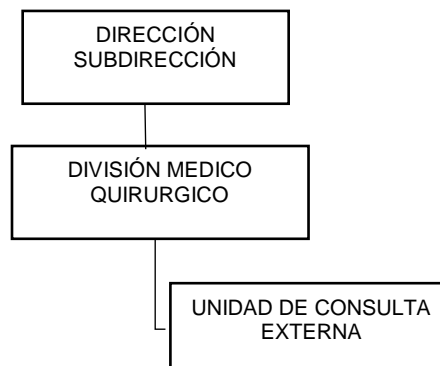 DIRECCIÓN
SUBDIRECCIÓN
DIVISIÓN MEDICO
QUIRURGICO
UNIDAD DE CONSULTA
EXTERNA